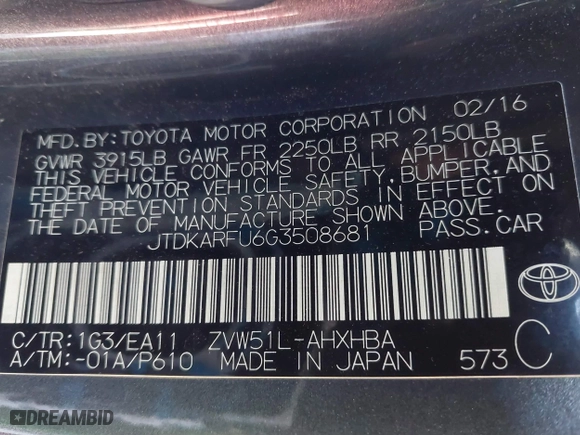 MFD.BY:TOYOTA MOTOR CORPORATION 02/16
GVWR 3915LB GAWR FR 2250LB RR 2150LB
THIS VEHICLE CONFORMS TO ALL APPLICABLE
FEDERAL MOTOR VEHICLE SAFETY,BUMPER,AND
THEFT PREVENTION STANDARDS IN EFFECT ON
THE DATE OF MANUFACTURE SHOWN ABOVE.
JTDKARFU6G3508681 PASS.CAR
TOYOTA
C/TR:1G3/EA11 ZVW51L-AHXHBA
A/TM:-01A/P610 MADE IN JAPAN 573 C
DREAMBID